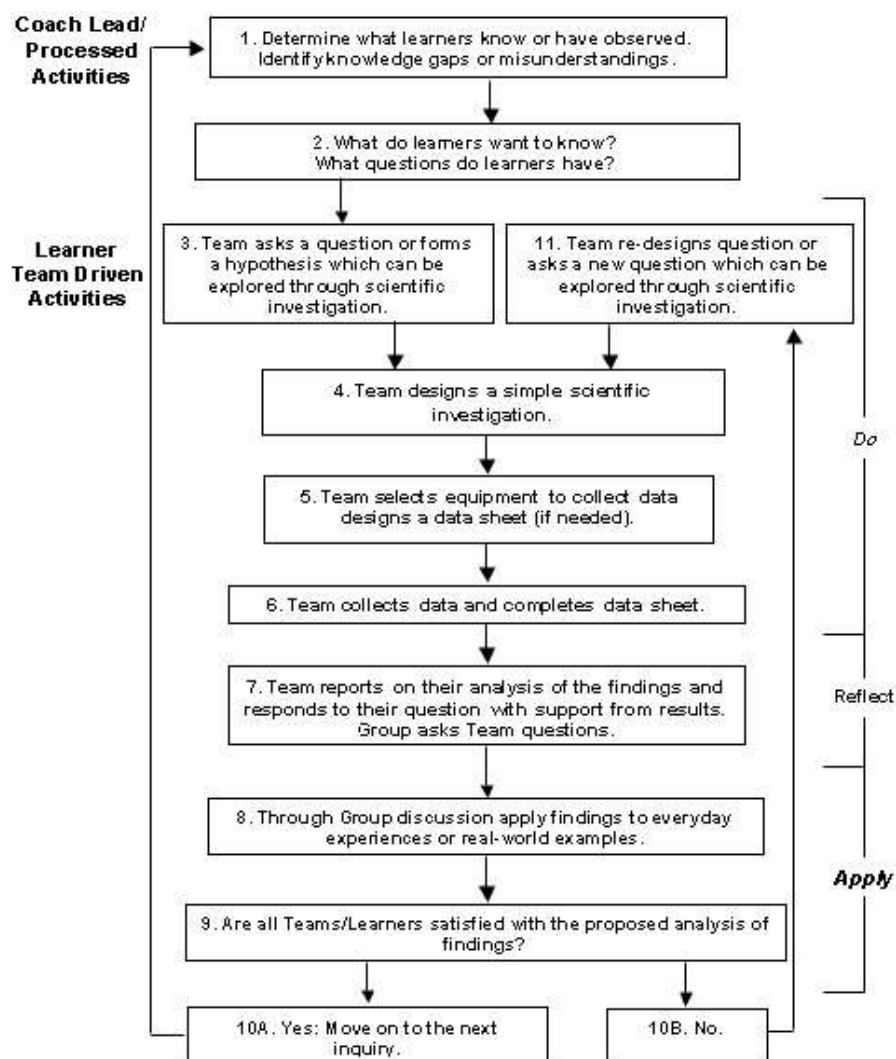 Coach Lead/
Processed
Activities
1. Determine what learners know or have observed.
Identify knowledge gaps or misunderstandings.
2. What do learners want to know?
What questions do learners have?
Learner
Team Driven
Activities
3. Team asks a question or forms
a hypothesis which can be
explored through scientific
investigation.
11. Team re-designs question or
asks a new question which can be
explored through scientific
investigation.
4. Team designs a simple scientific
investigation.
Do
5. Team selects equipment to collect data
designs a data sheet (if needed).
6. Team collects data and completes data sheet.
7. Team reports on their analysis of the findings and
responds to their question with support from results.
Group asks Team questions.
Reflect
8. Through Group discussion apply findings to everyday
experiences or real-world examples.
Apply
9. Are all Teams/Learners satisfied with the proposed analysis of
findings?
10A. Yes: Move on to the next
inquiry.
10B. No.